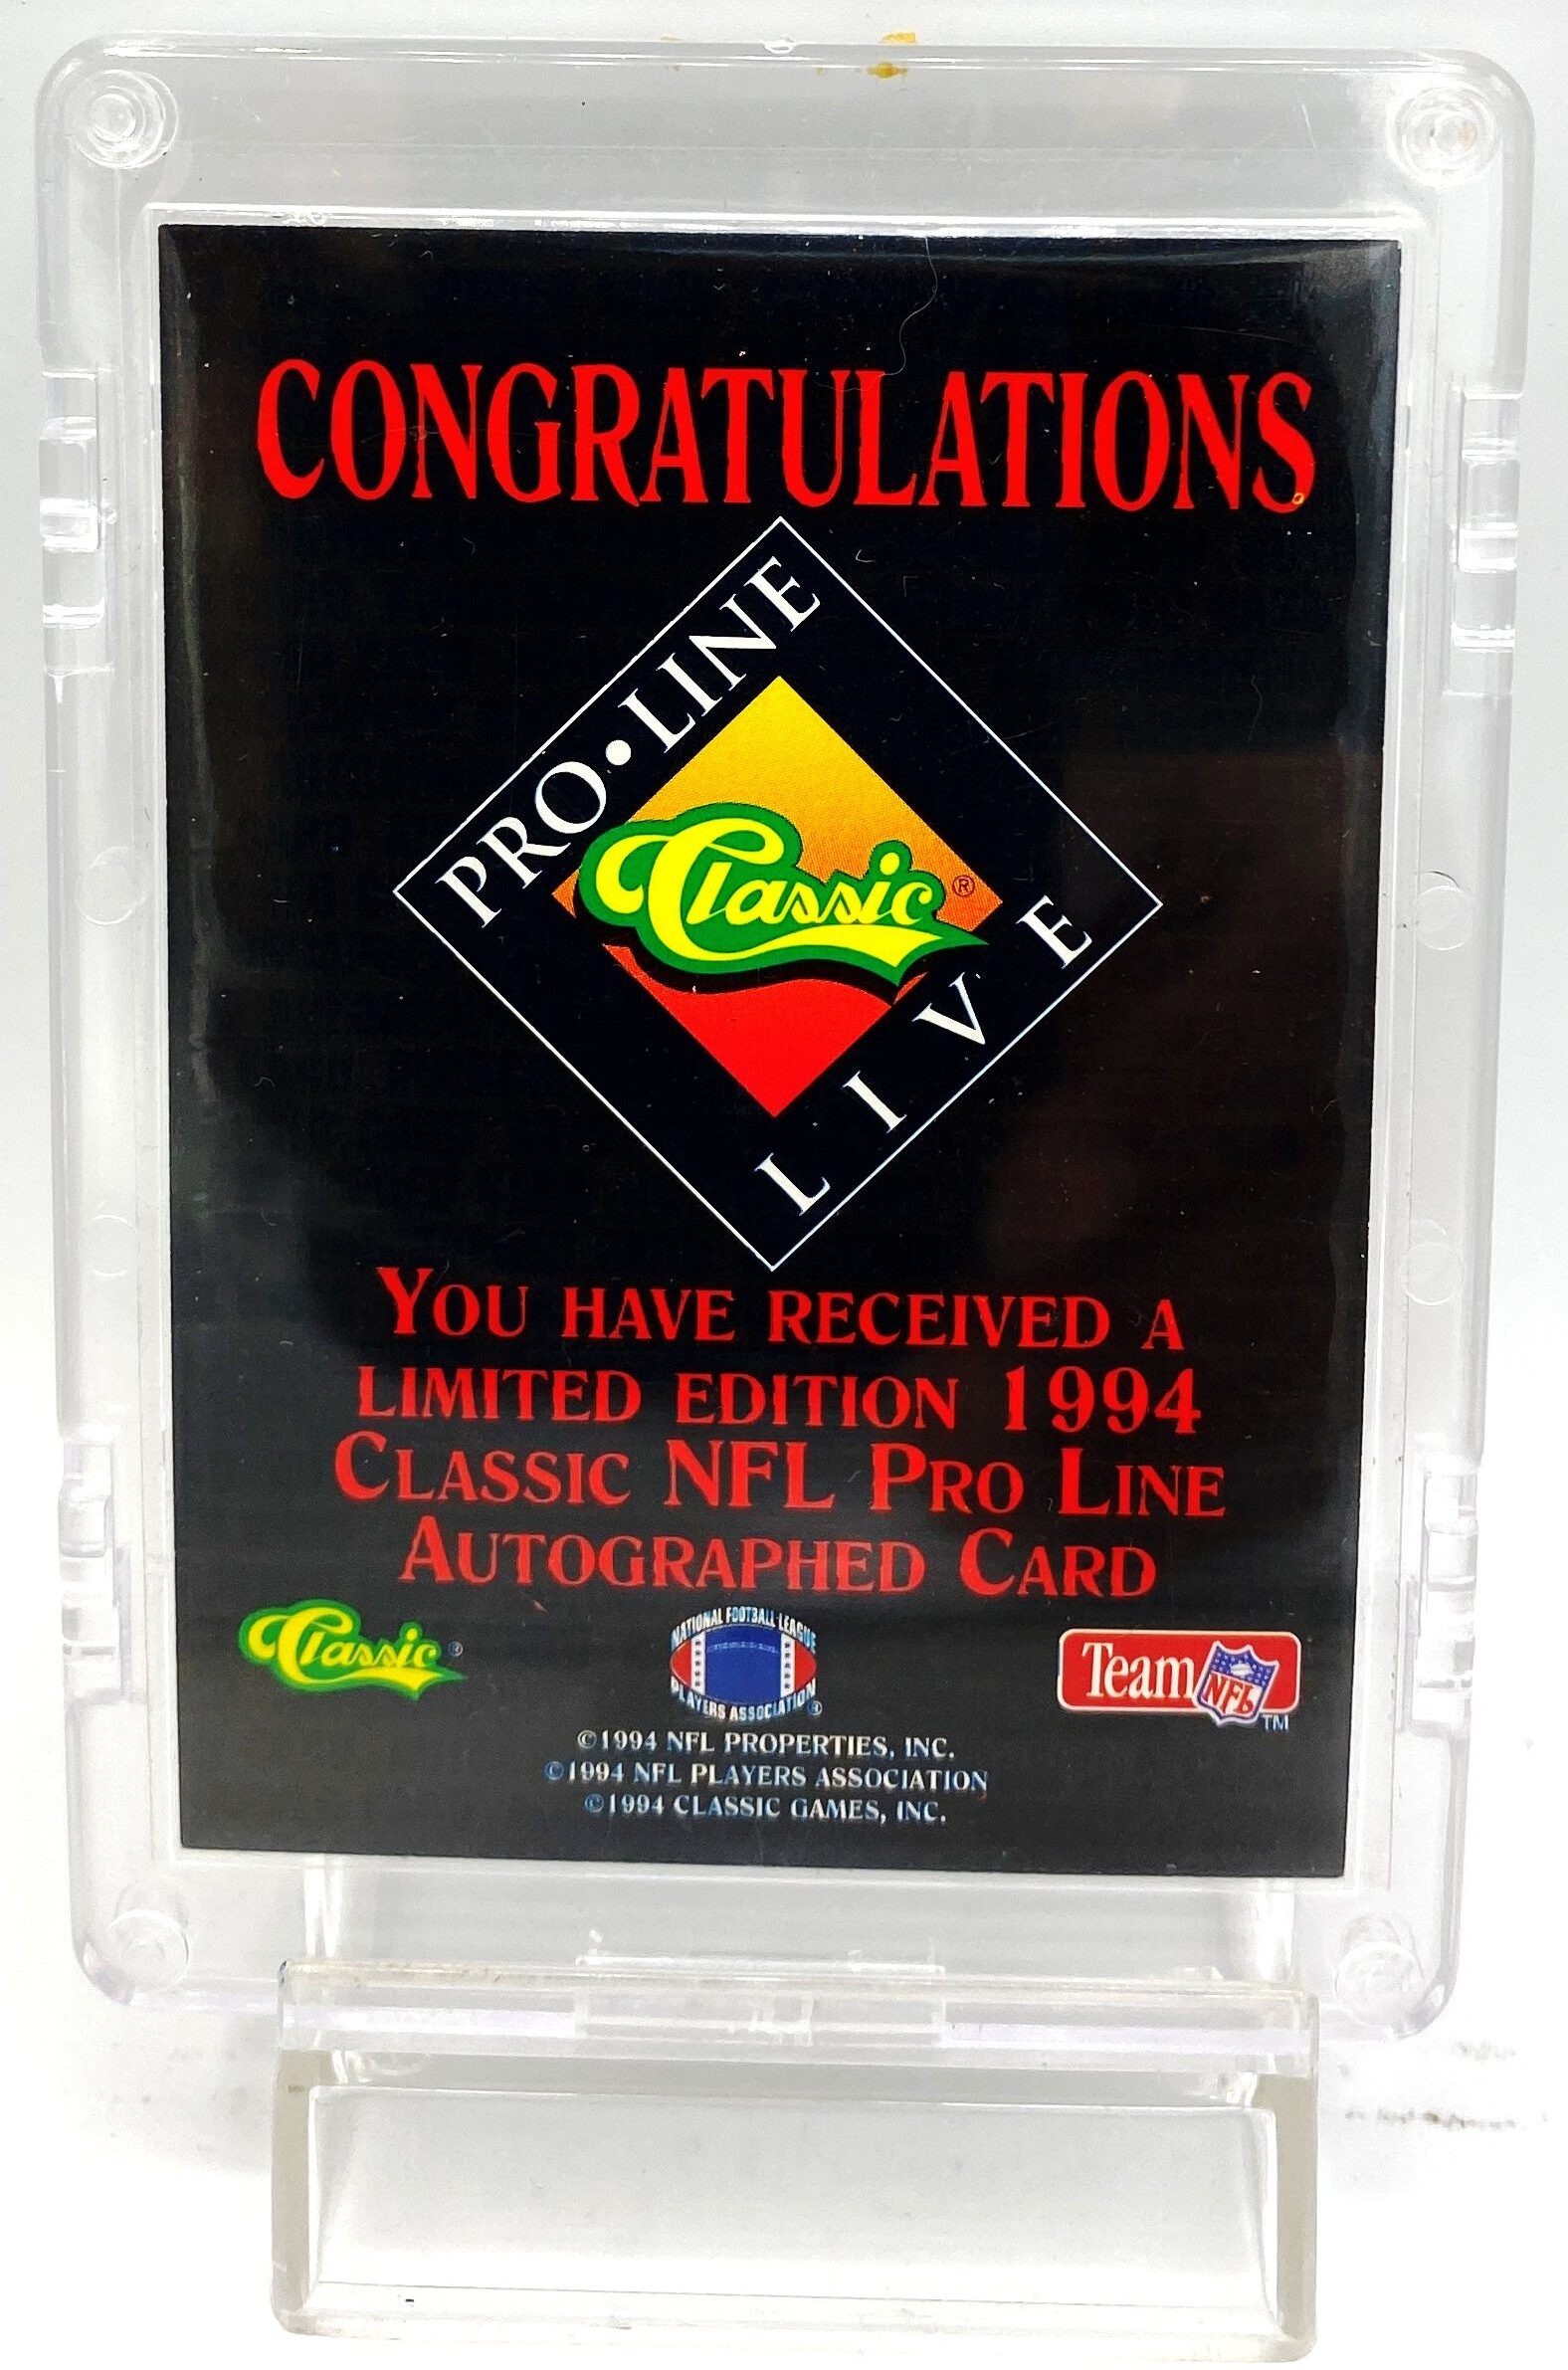 CONGRATULATIONS
PRO•LINE
Classic®
LIVE
YOU HAVE RECEIVED A
LIMITED EDITION 1994
CLASSIC NFL PRO LINE
AUTOGRAPHED CARD
Classic®
NATIONAL FOOTBALL LEAGUE
PLAYERS ASSOCIATION®
Team NFL™
©1994 NFL PROPERTIES, INC.
©1994 NFL PLAYERS ASSOCIATION
©1994 CLASSIC GAMES, INC.